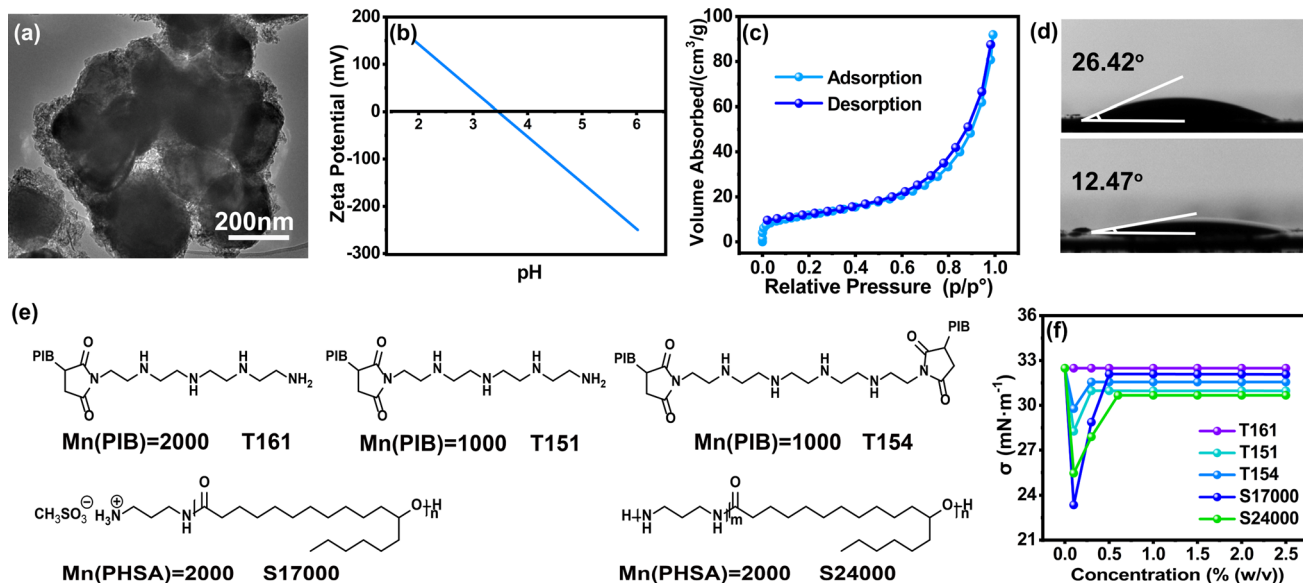 (a)
200nm
(b)
Zeta Potential (mV)
200
150
100
0
-100
-200
-300
2
3
4
5
6
pH
(c)
Volume Absorbed/(cm³/g)
100
80
60
40
20
0
Adsorption
Desorption
0.0
0.2
0.4
0.6
0.8
1.0
Relative Pressure (p/p°)
(d)
26.42°
12.47°
(e)
PIB
O
N
O
H
N
N
H
H
N
NH₂
Mn(PIB)=2000 T161
PIB
O
N
O
H
N
N
H
H
N
NH₂
Mn(PIB)=1000 T151
PIB
O
N
O
H
N
N
H
H
N
N
H
N
O
O
PIB
Mn(PIB)=1000 T154
CH₃SO₃⊖
H₃N⊕
N
H
O
O
H
n
Mn(PHSA)=2000 S17000
H
N
H
N
H
m
O
O
H
n
Mn(PHSA)=2000 S24000
(f)
σ (mN·m⁻¹)
36
33
30
27
24
21
T161
T151
T154
S17000
S24000
0.0
0.5
1.0
1.5
2.0
2.5
Concentration (% (w/v))